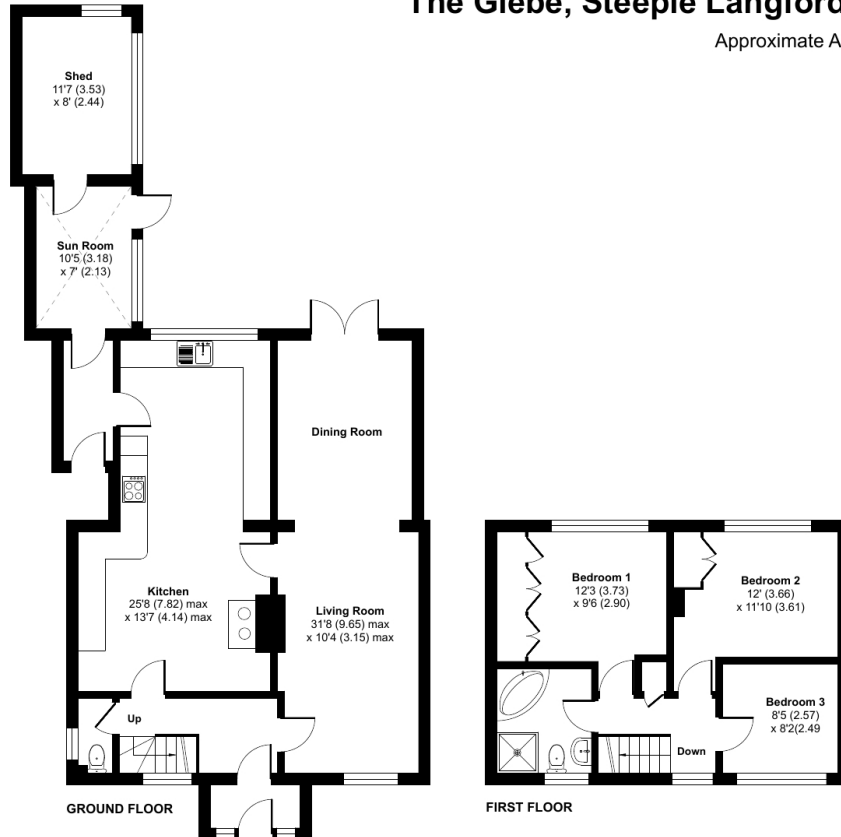 The Glebe, Steeple Langford
Approximate A
Shed
11'7 (3.53)
x 8' (2.44)
Sun Room
10'5 (3.18)
x 7' (2.13)
Dining Room
Kitchen
25'8 (7.82) max
x 13'7 (4.14) max
Living Room
31'8 (9.65) max
x 10'4 (3.15) max
Up
GROUND FLOOR
Bedroom 1
12'3 (3.73)
x 9'6 (2.90)
Bedroom 2
12' (3.66)
x 11'10 (3.61)
Bedroom 3
8'5 (2.57)
x 8'2(2.49
Down
FIRST FLOOR